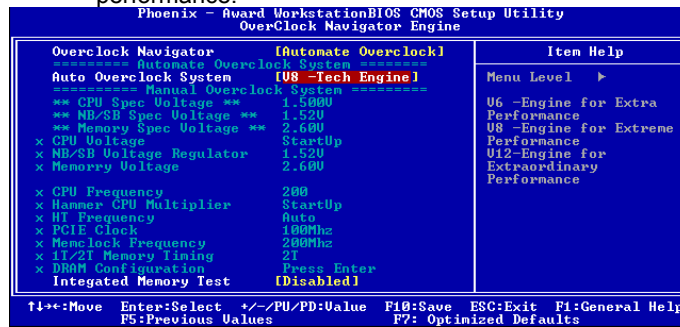 performance.
Phoenix - Award WorkstationBIOS CMOS Setup Utility
OverClock Navigator Engine
Overclock Navigator [Automate Overclock]
========= Automate Overclock System ========
Auto Overclock System [V8 -Tech Engine]
========= Manual Overclock System =========
** CPU Spec Voltage ** 1.500V
** NB/SB Spec Voltage ** 1.52V
** Memory Spec Voltage ** 2.60V
x CPU Voltage StartUp
x NB/SB Voltage Regulator 1.52V
x Memorry Voltage 2.60V
x CPU Frequency 200
x Hammer CPU Multiplier StartUp
x HT Frequency Auto
x PCIE Clock 100Mhz
x Memclock Frequency 200Mhz
x 1T/2T Memory Timing 2T
x DRAM Configuration Press Enter
Integated Memory Test [Disabled]
Item Help
Menu Level ▶
V6 -Engine for Extra
Performance
V8 -Engine for Extreme
Performance
V12-Engine for
Extraordinary
Performance
↑↓→←:Move Enter:Select +/-/PU/PD:Value F10:Save ESC:Exit F1:General Help
F5:Previous Values F7: Optimized Defaults